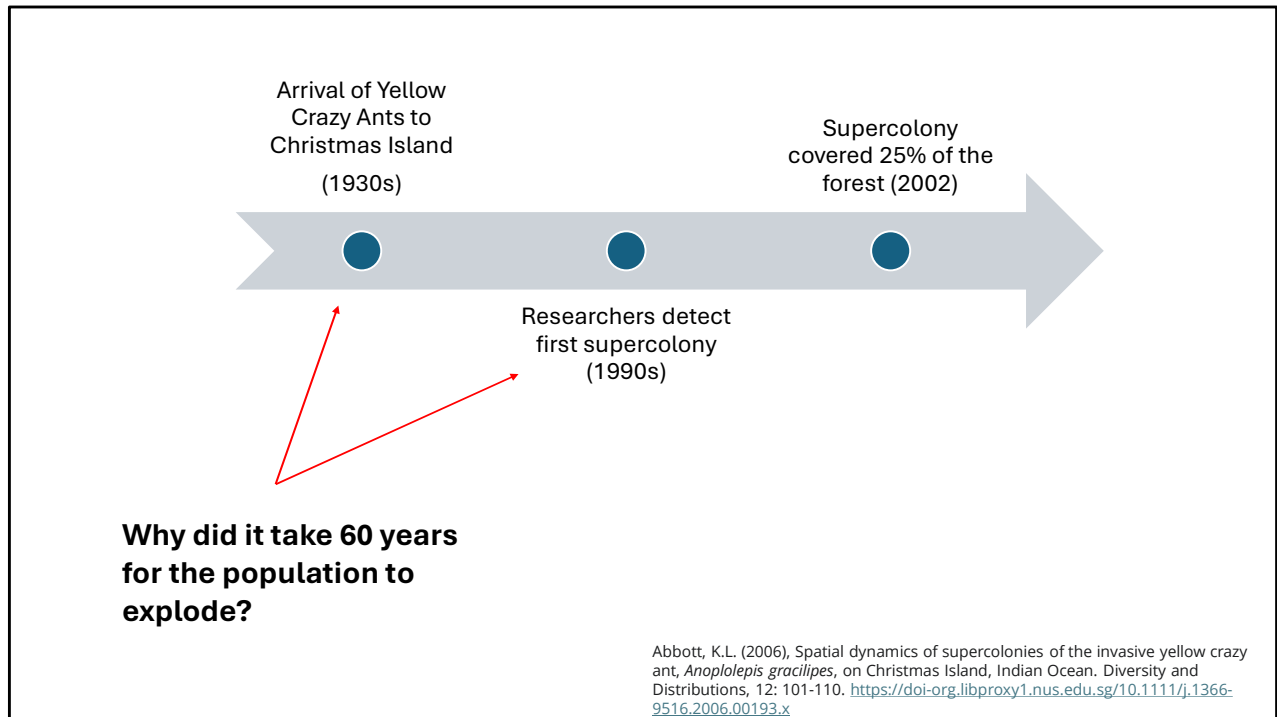 Arrival of Yellow
Crazy Ants to
Christmas Island
(1930s)
Researchers detect
first supercolony
(1990s)
Supercolony
covered 25% of the
forest (2002)
Why did it take 60 years
for the population to
explode?
Abbott, K.L. (2006), Spatial dynamics of supercolonies of the invasive yellow crazy
ant, Anoplolepis gracilipes, on Christmas Island, Indian Ocean. Diversity and
Distributions, 12: 101-110. https://doi-org.libproxy1.nus.edu.sg/10.1111/j.1366-
9516.2006.00193.x